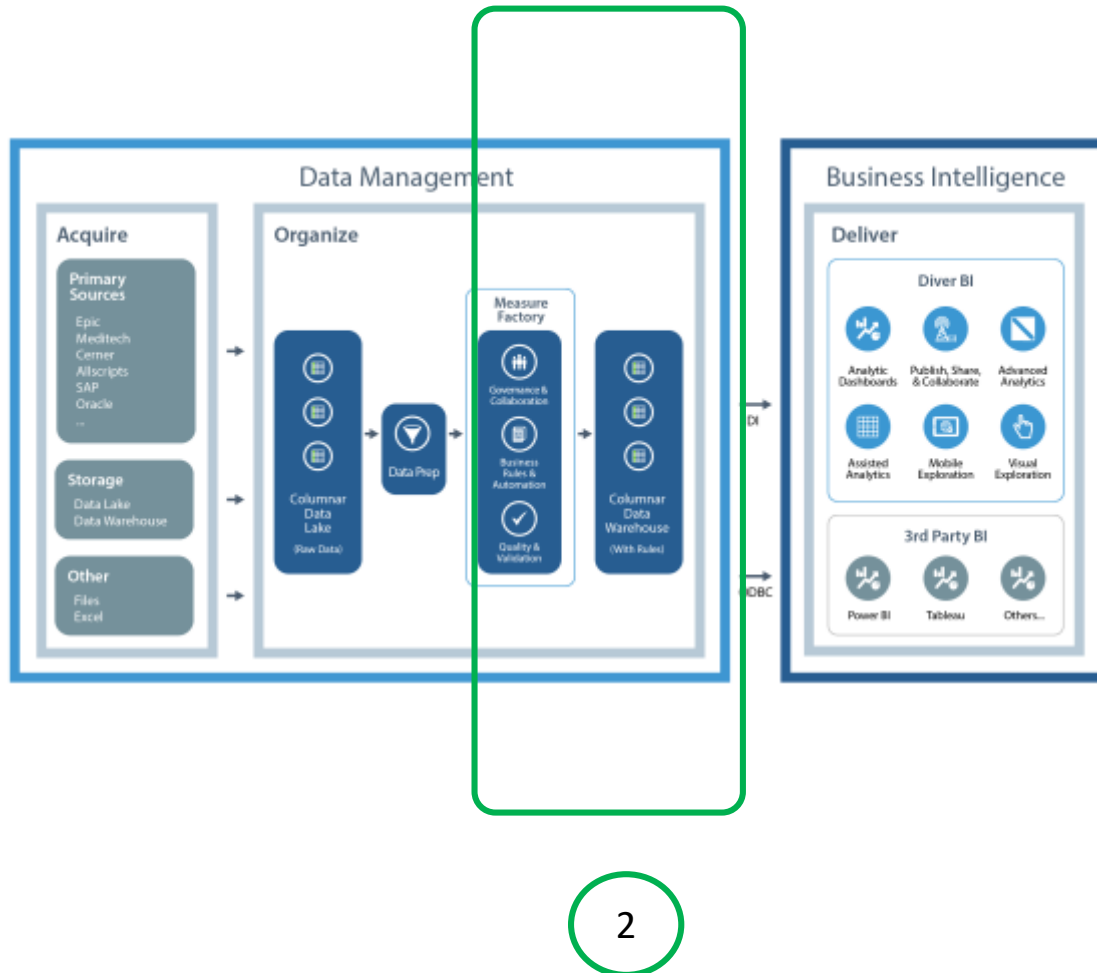 Data Management
Business Intelligence
Acquire
Primary
Sources
Epic
Meditech
Cerner
Allscripts
SAP
Oracle
...
Storage
Data Lake
Data Warehouse
Other
Files
Excel
Organize
Columnar
Data
Lake
(Raw Data)
Data Prep
Measure
Factory
Governance &
Collaboration
Business
Rules &
Automation
Quality &
Validation
Columnar
Data
Warehouse
(With Rules)
DI
ODBC
Deliver
Diver BI
Analytic
Dashboards
Publish, Share,
& Collaborate
Advanced
Analytics
Assisted
Analytics
Mobile
Exploration
Visual
Exploration
3rd Party BI
Power BI
Tableau
Others...
2